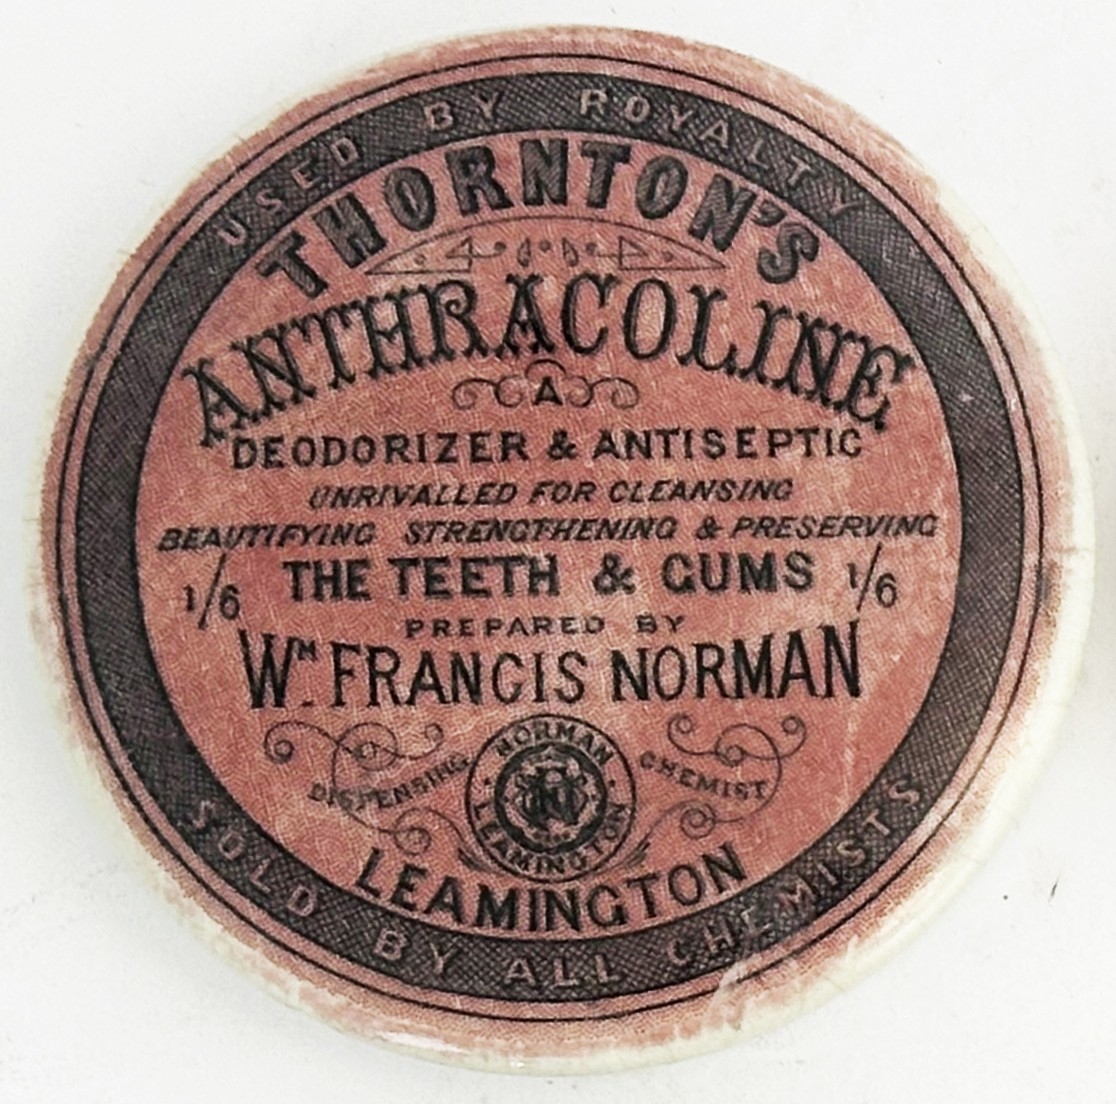 USED BY ROYALTY
THORNTON'S
ANTHRACOLINE
A
DEODORIZER & ANTISEPTIC
UNRIVALLED FOR CLEANSING
BEAUTIFYING STRENGTHENING & PRESERVING
1/6 THE TEETH & GUMS 1/6
PREPARED BY
WM FRANCIS NORMAN
DISPENSING CHEMIST
NORMAN
LEAMINGTON
LEAMINGTON
SOLD BY ALL CHEMISTS